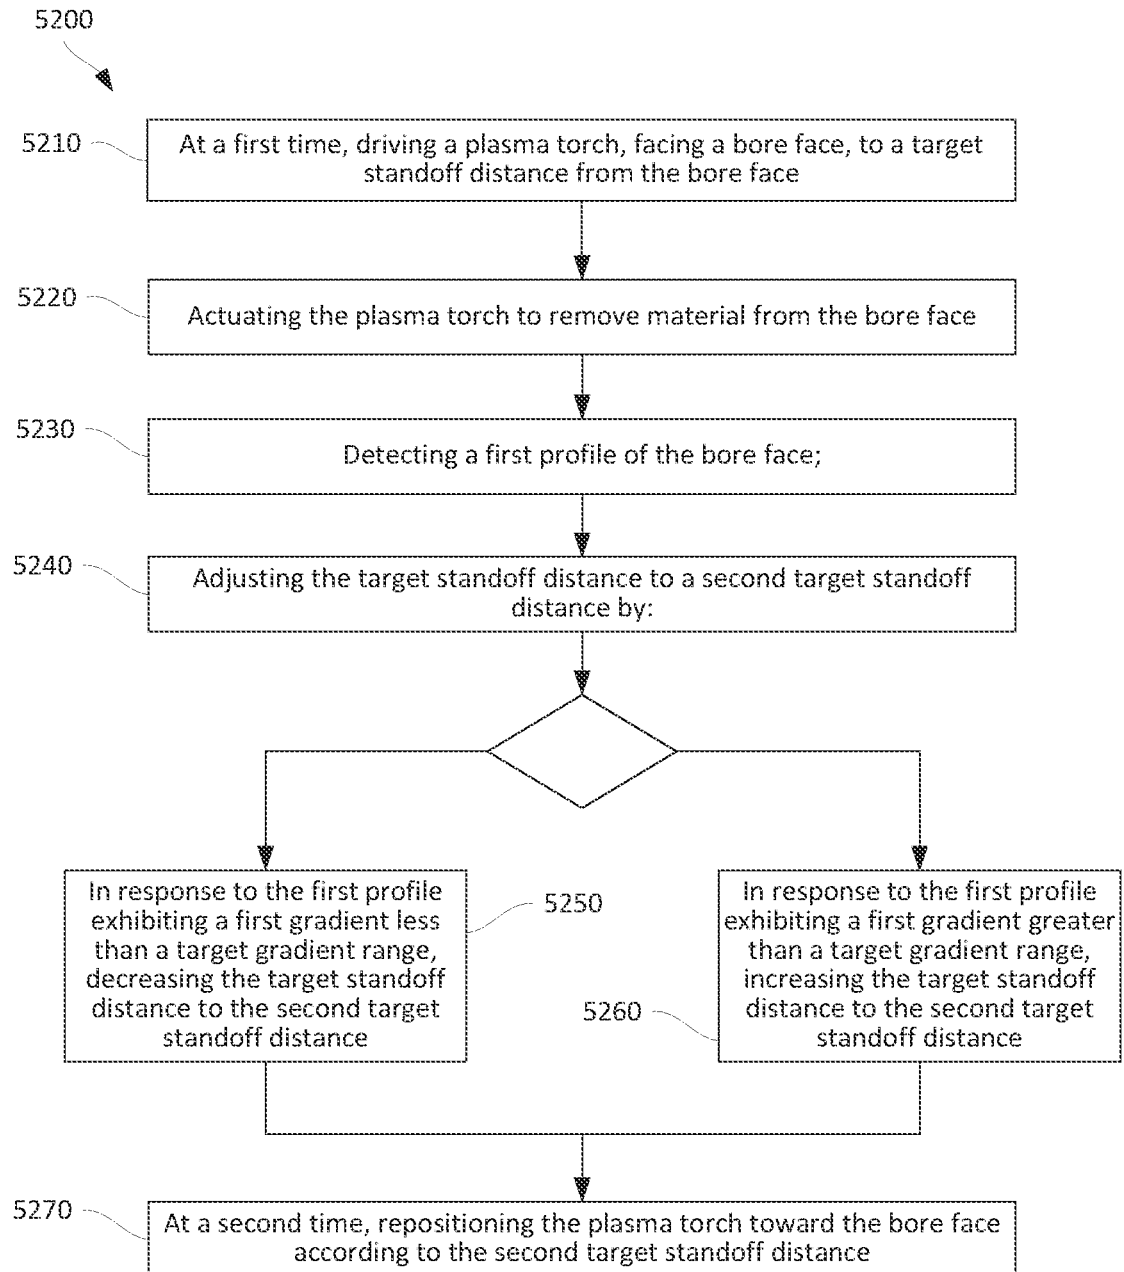 5200
5210
At a first time, driving a plasma torch, facing a bore face, to a target
standoff distance from the bore face
5220
Actuating the plasma torch to remove material from the bore face
5230
Detecting a first profile of the bore face;
5240
Adjusting the target standoff distance to a second target standoff
distance by:
In response to the first profile
exhibiting a first gradient less
than a target gradient range,
decreasing the target standoff
distance to the second target
standoff distance
5250
In response to the first profile
exhibiting a first gradient greater
than a target gradient range,
increasing the target standoff
distance to the second target
standoff distance
5260
5270
At a second time, repositioning the plasma torch toward the bore face
according to the second target standoff distance